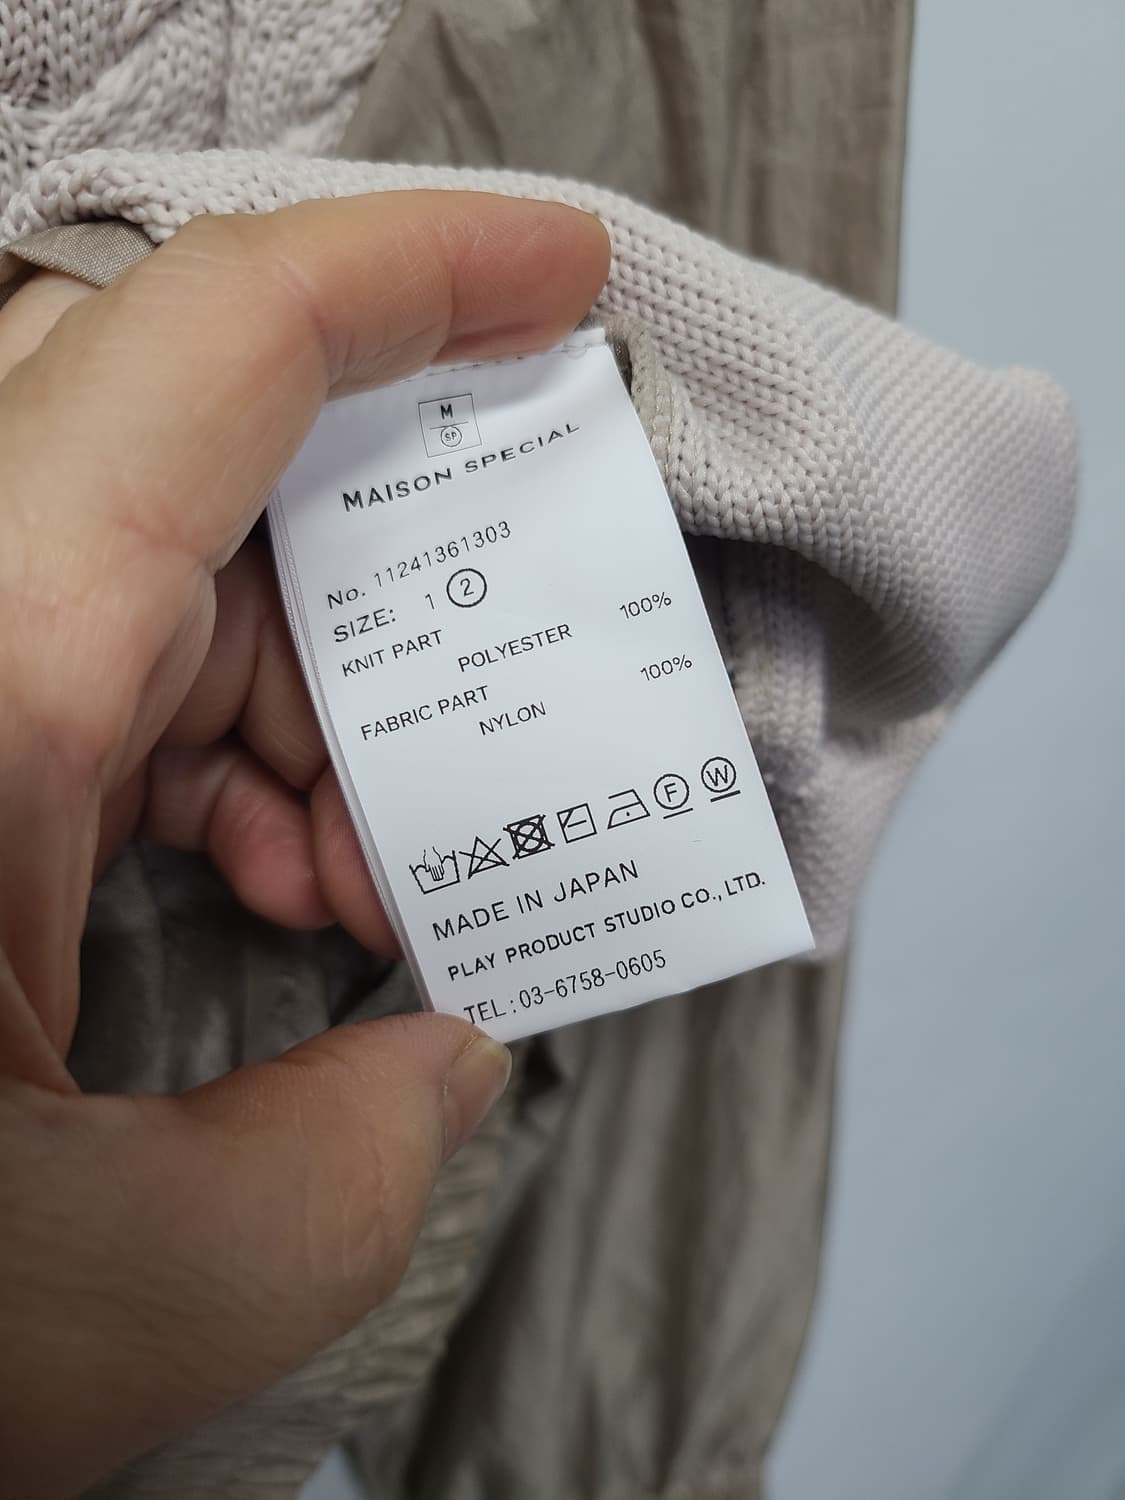 M
SP
MAISON SPECIAL
No. 11241361303
SIZE: 1 2
KNIT PART
POLYESTER 100%
FABRIC PART
NYLON 100%
F W
MADE IN JAPAN
PLAY PRODUCT STUDIO CO., LTD.
TEL:03-6758-0605